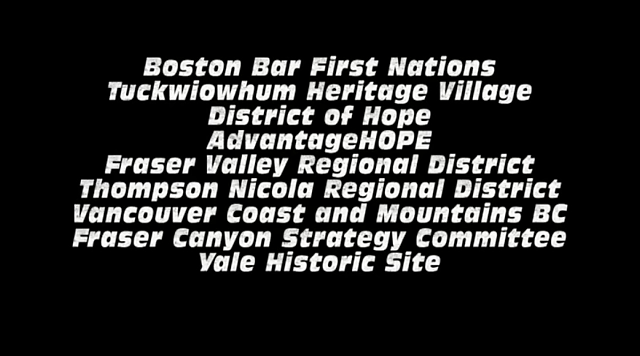 Boston Bar First Nations
Tuckwiowhum Heritage Village
District of Hope
AdvantageHOPE
Fraser Valley Regional District
Thompson Nicola Regional District
Vancouver Coast and Mountains BC
Fraser Canyon Strategy Committee
Yale Historic Site